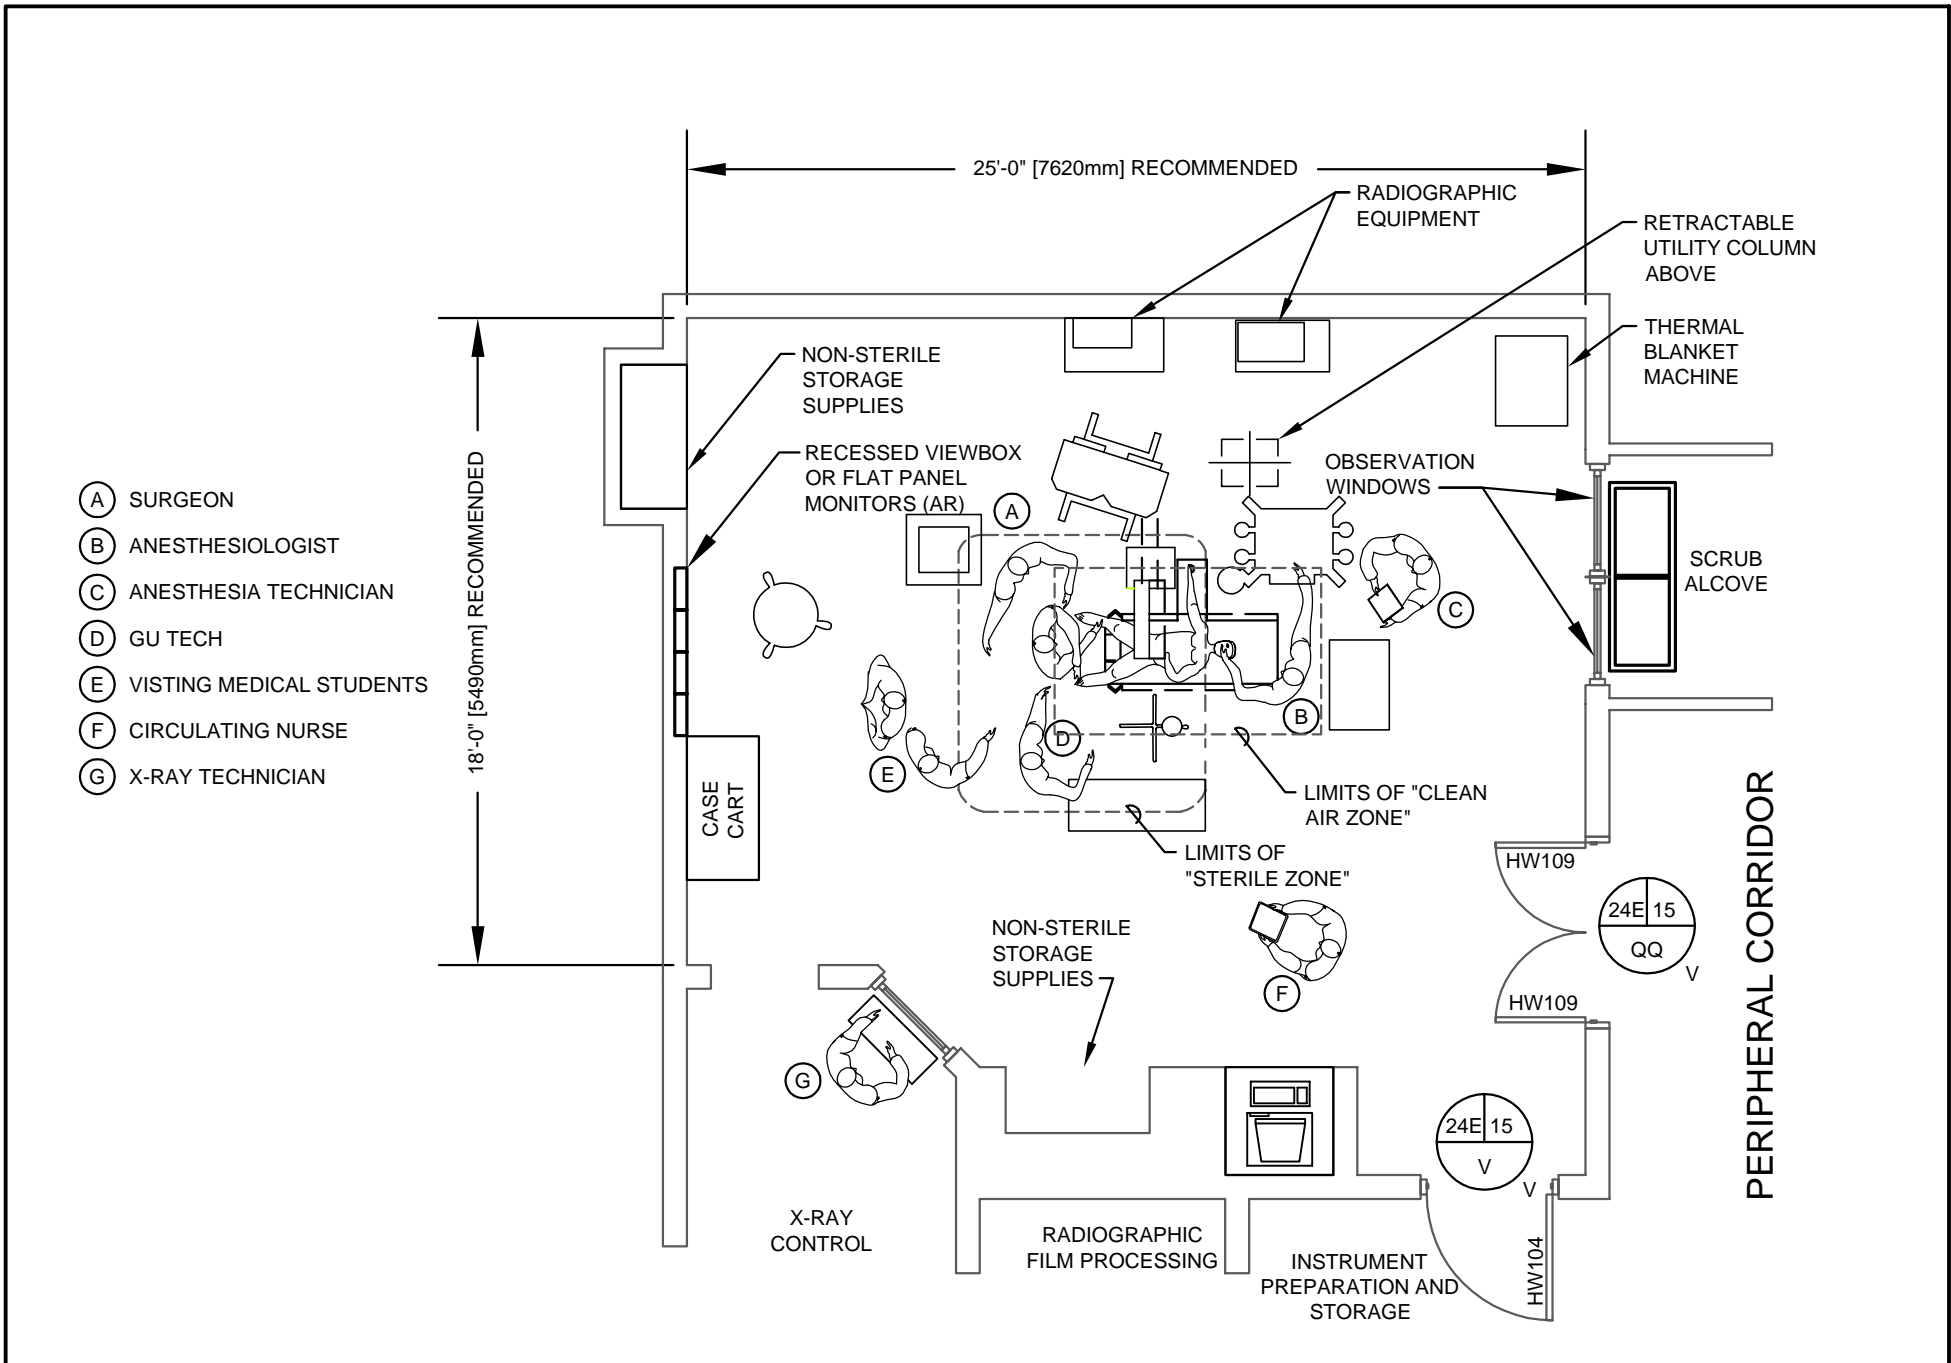 25'-0" [7620mm] RECOMMENDED
RADIOGRAPHIC
EQUIPMENT
RETRACTABLE
UTILITY COLUMN
ABOVE
THERMAL
BLANKET
MACHINE
NON-STERILE
STORAGE
SUPPLIES
RECESSED VIEWBOX
OR FLAT PANEL
MONITORS (AR)
OBSERVATION
WINDOWS
18'-0" [5490mm] RECOMMENDED
A SURGEON
B ANESTHESIOLOGIST
C ANESTHESIA TECHNICIAN
D GU TECH
E VISTING MEDICAL STUDENTS
F CIRCULATING NURSE
G X-RAY TECHNICIAN
A
SCRUB
ALCOVE
C
B
D
E
CASE
CART
LIMITS OF "CLEAN
AIR ZONE"
LIMITS OF
"STERILE ZONE"
HW109
24E 15
QQ
V
HW109
PERIPHERAL CORRIDOR
NON-STERILE
STORAGE
SUPPLIES
F
G
24E 15
V
V
X-RAY
CONTROL
RADIOGRAPHIC
FILM PROCESSING
INSTRUMENT
PREPARATION AND
STORAGE
HW104